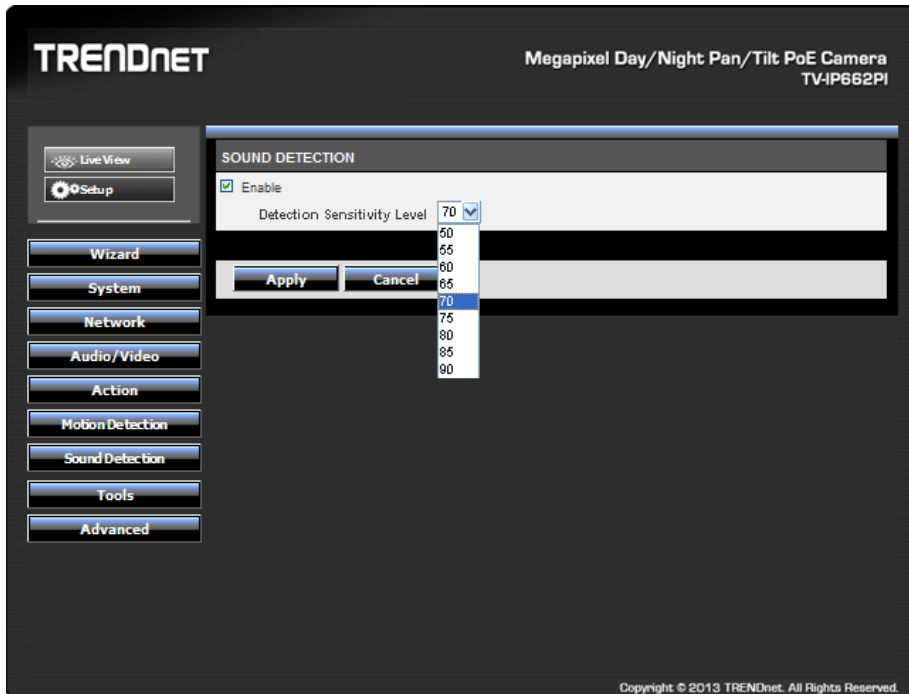 TRENDnet
Megapixel Day/Night Pan/Tilt PoE Camera
TV-IP662PI
Live View
Setup
Wizard
System
Network
Audio/Video
Action
Motion Detection
Sound Detection
Tools
Advanced
SOUND DETECTION
Enable
Detection Sensitivity Level 70
50
55
60
65
70
75
80
85
90
Apply Cancel
Copyright © 2013 TRENDnet. All Rights Reserved.